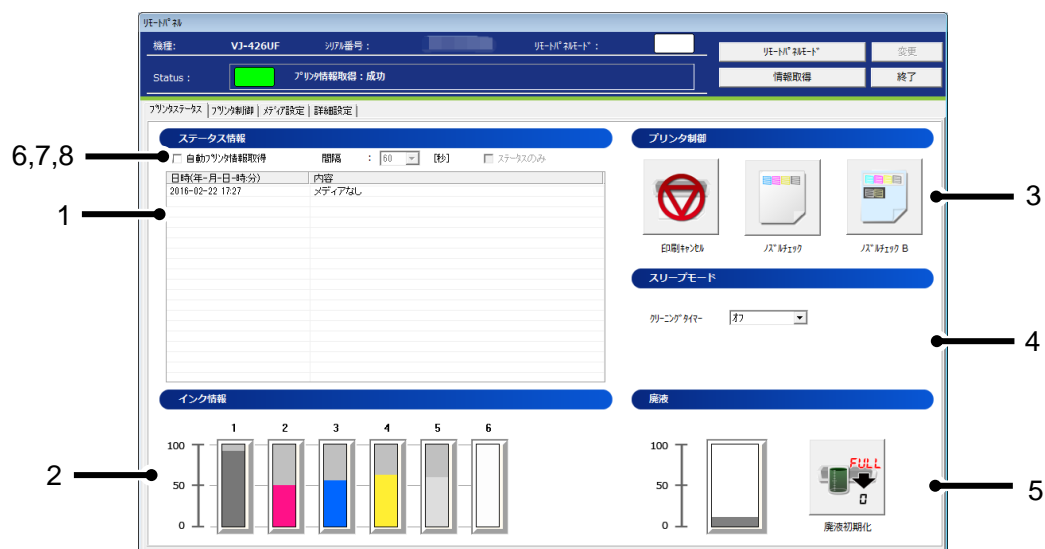 リモートパネル
機種: VJ-426UF シリアル番号: リモートパネルモード:
リモートパネルモード 変更
Status: プリンタ情報取得:成功
情報取得 終了
プリンタステータス プリンタ制御 メディア設定 詳細設定
ステータス情報
6,7,8
自動プリンタ情報取得 間隔 : 60 [秒] ステータスのみ
日時(年-月-日-時:分) 内容
2016-02-22 17:27 メディアなし
1
プリンタ制御
印刷キャンセル ノズルチェック ノズルチェック B
3
スリープモード
クリーニングタイマー オフ
4
インク情報
1 2 3 4 5 6
100
50
0
2
廃液
100
50
0
FULL
0
廃液初期化
5